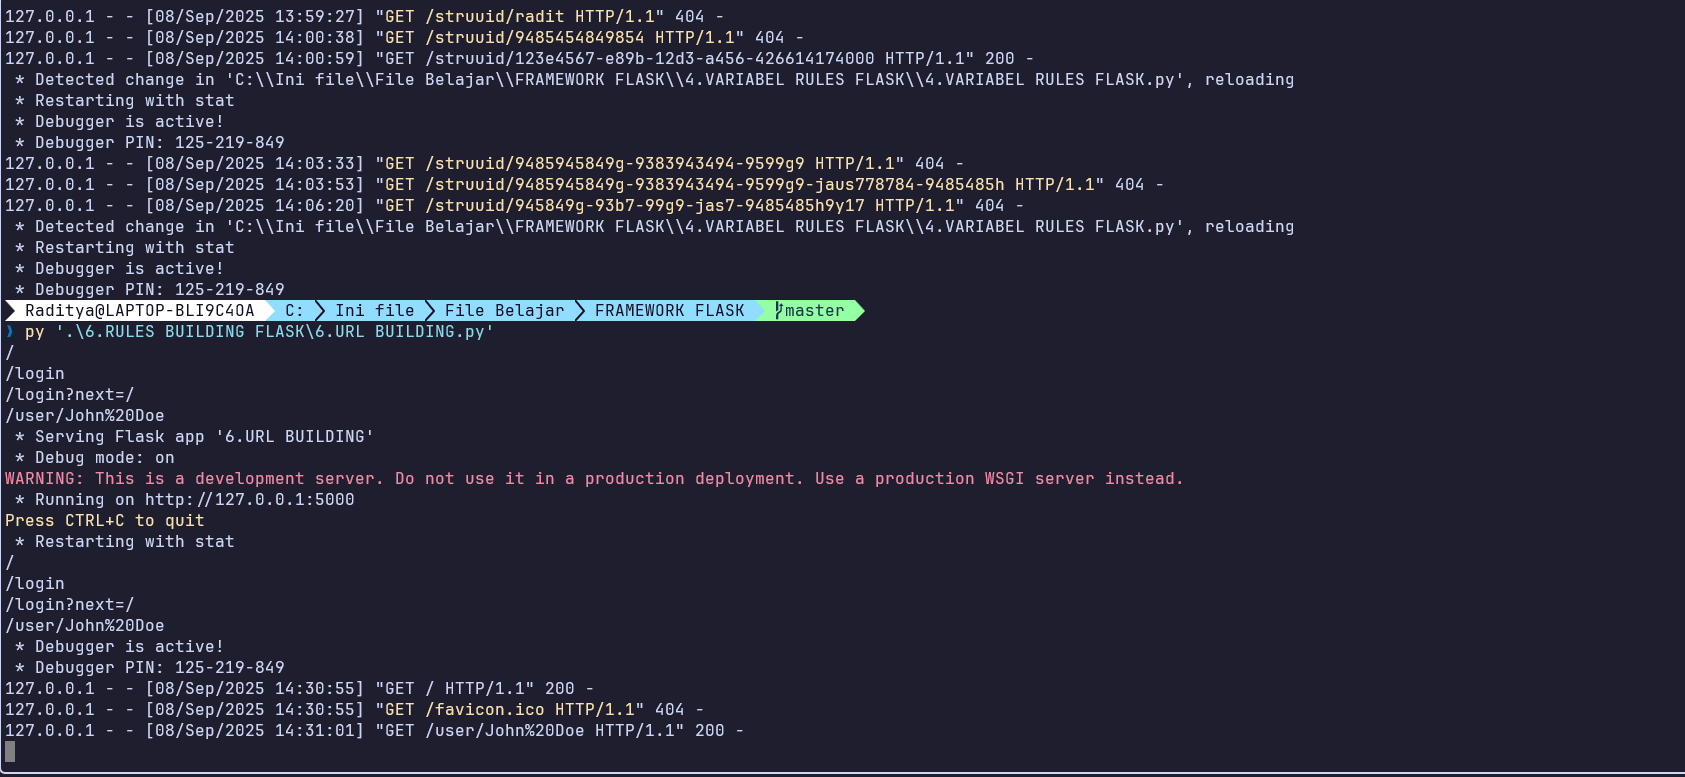 127.0.0.1 - - [08/Sep/2025 13:59:27] "GET /struuid/radit HTTP/1.1" 404 -
127.0.0.1 - - [08/Sep/2025 14:00:38] "GET /struuid/9485454849854 HTTP/1.1" 404 -
127.0.0.1 - - [08/Sep/2025 14:00:59] "GET /struuid/123e4567-e89b-12d3-a456-426614174000 HTTP/1.1" 200 -
 * Detected change in 'C:\\Ini file\\File Belajar\\FRAMEWORK FLASK\\4.VARIABEL RULES FLASK\\4.VARIABEL RULES FLASK.py', reloading
 * Restarting with stat
 * Debugger is active!
 * Debugger PIN: 125-219-849
127.0.0.1 - - [08/Sep/2025 14:03:33] "GET /struuid/9485945849g-9383943494-9599g9 HTTP/1.1" 404 -
127.0.0.1 - - [08/Sep/2025 14:03:53] "GET /struuid/9485945849g-9383943494-9599g9-jaus778784-9485485h HTTP/1.1" 404 -
127.0.0.1 - - [08/Sep/2025 14:06:20] "GET /struuid/945849g-93b7-99g9-jas7-9485485h9y17 HTTP/1.1" 404 -
 * Detected change in 'C:\\Ini file\\File Belajar\\FRAMEWORK FLASK\\4.VARIABEL RULES FLASK\\4.VARIABEL RULES FLASK.py', reloading
 * Restarting with stat
 * Debugger is active!
 * Debugger PIN: 125-219-849
Raditya@LAPTOP-BLI9C4OA C: Ini file File Belajar FRAMEWORK FLASK master
❯ py '.\6.RULES BUILDING FLASK\6.URL BUILDING.py'
/
/login
/login?next=/
/user/John%20Doe
 * Serving Flask app '6.URL BUILDING'
 * Debug mode: on
WARNING: This is a development server. Do not use it in a production deployment. Use a production WSGI server instead.
 * Running on http://127.0.0.1:5000
Press CTRL+C to quit
 * Restarting with stat
/
/login
/login?next=/
/user/John%20Doe
 * Debugger is active!
 * Debugger PIN: 125-219-849
127.0.0.1 - - [08/Sep/2025 14:30:55] "GET / HTTP/1.1" 200 -
127.0.0.1 - - [08/Sep/2025 14:30:55] "GET /favicon.ico HTTP/1.1" 404 -
127.0.0.1 - - [08/Sep/2025 14:31:01] "GET /user/John%20Doe HTTP/1.1" 200 -